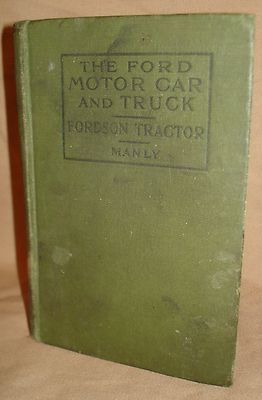 THE FORD
MOTOR CAR
AND TRUCK
FORDSON TRACTOR
MANLY